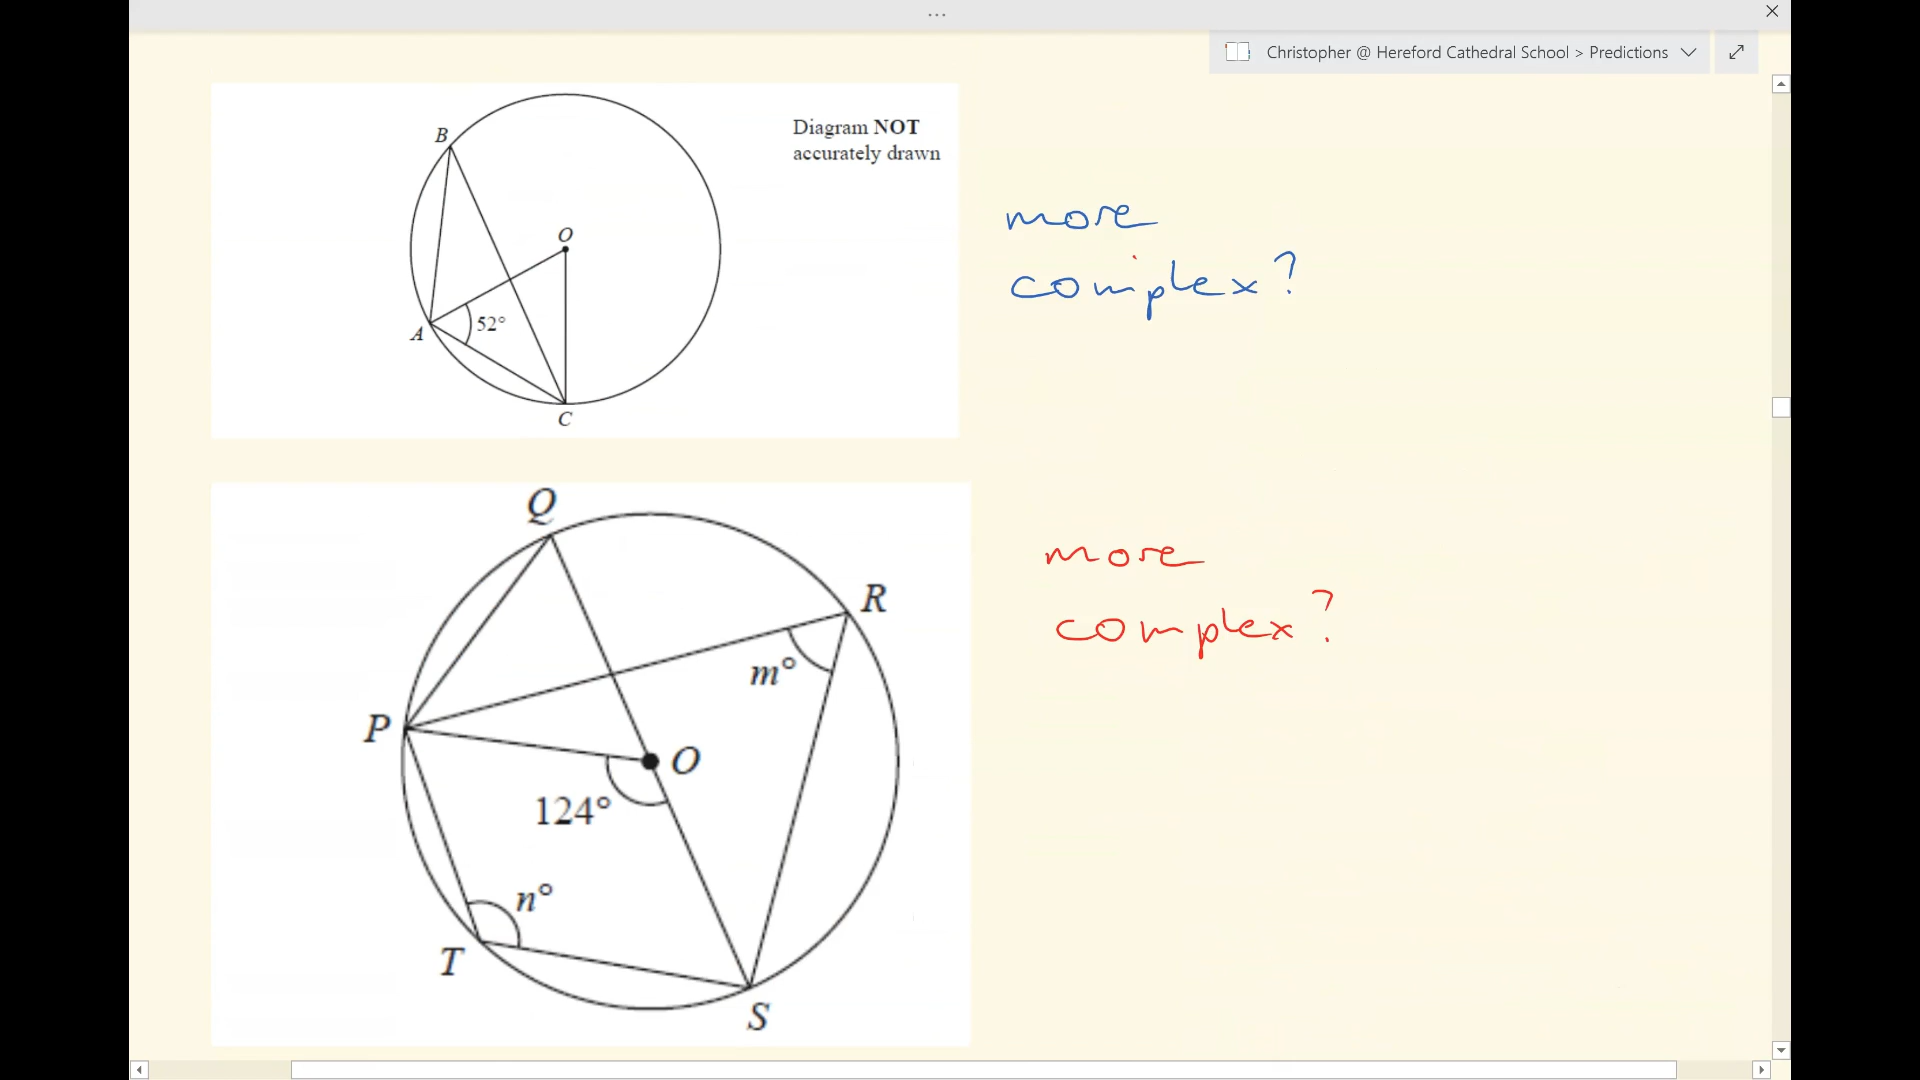 ...
Christopher @ Hereford Cathedral School > Predictions
B
Diagram NOT
accurately drawn
O
52°
A
C
more
complex?
Q
R
m°
P
O
124°
n°
T
S
more
complex?